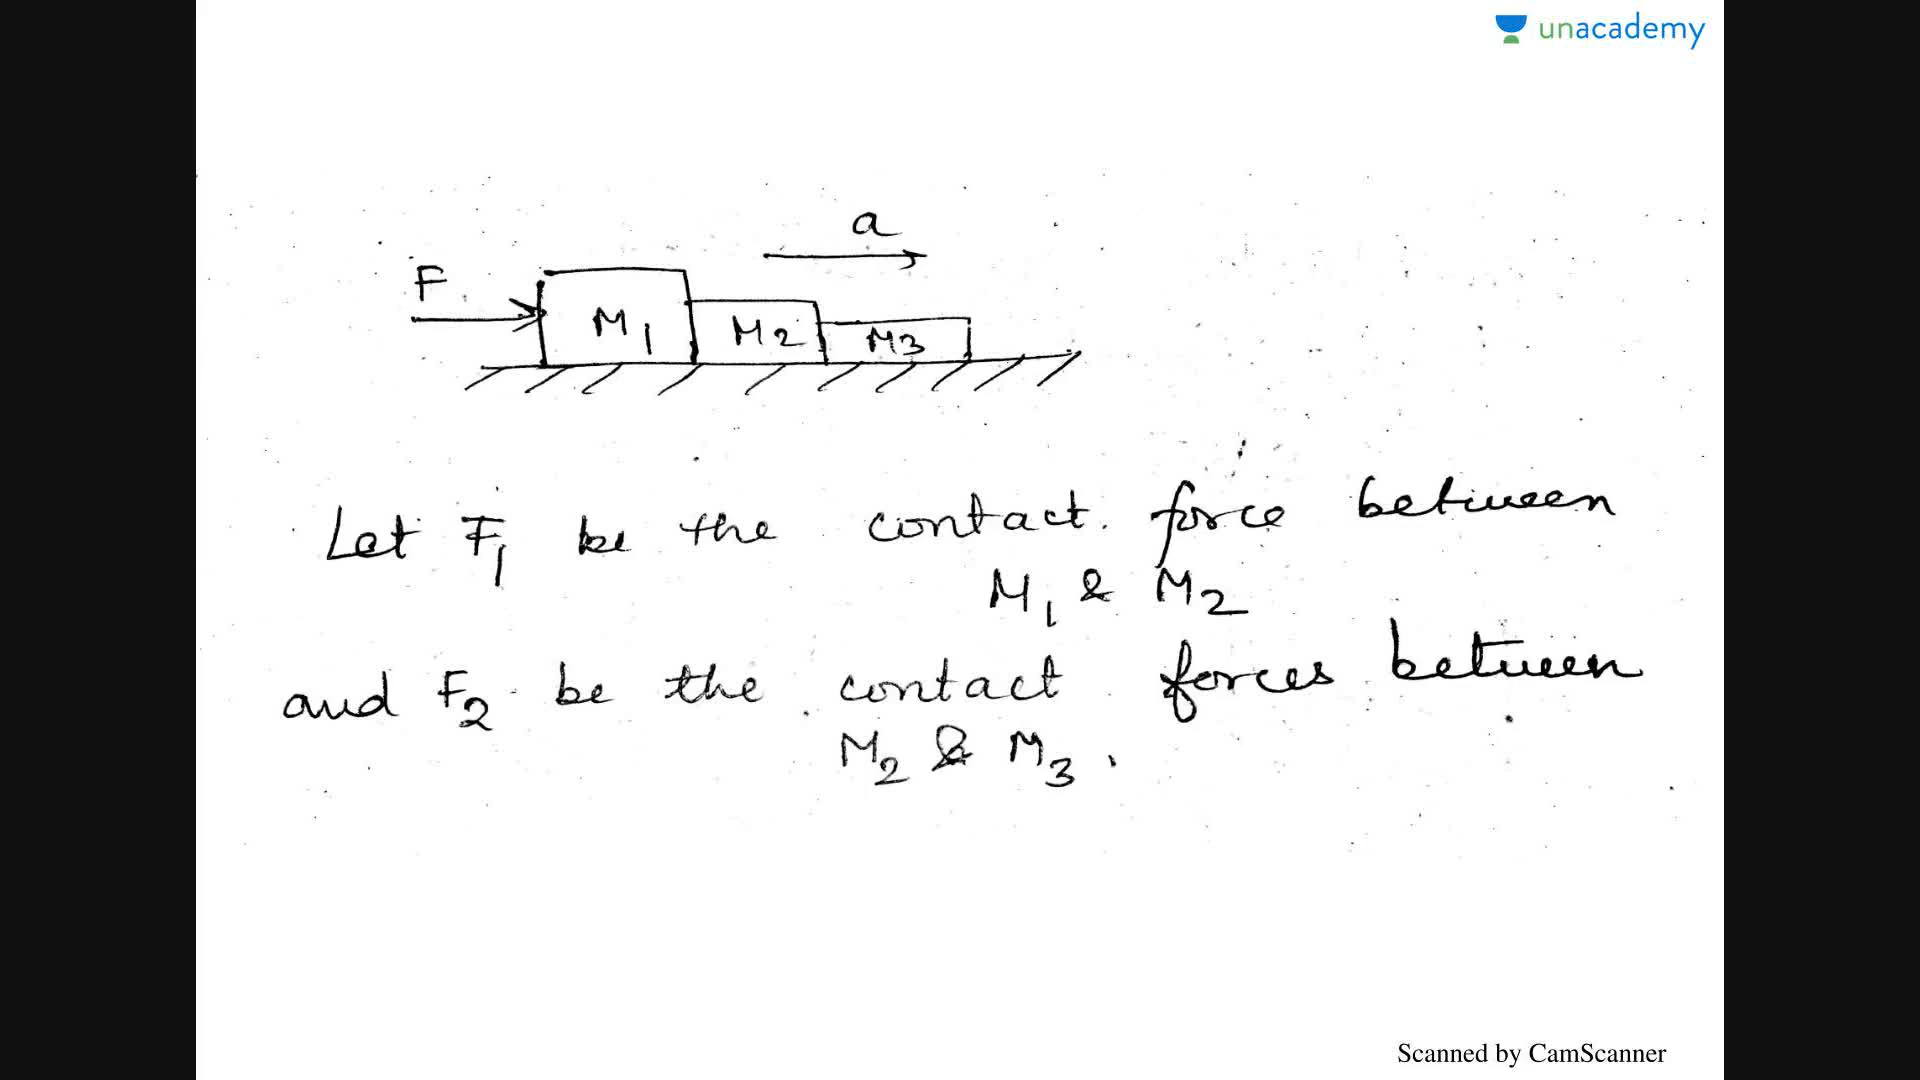 unacademy
a
F
M1 M2 M3
Let F1 be the contact force between
M1 & M2
and F2 be the contact forces between
M2 & M3.
Scanned by CamScanner